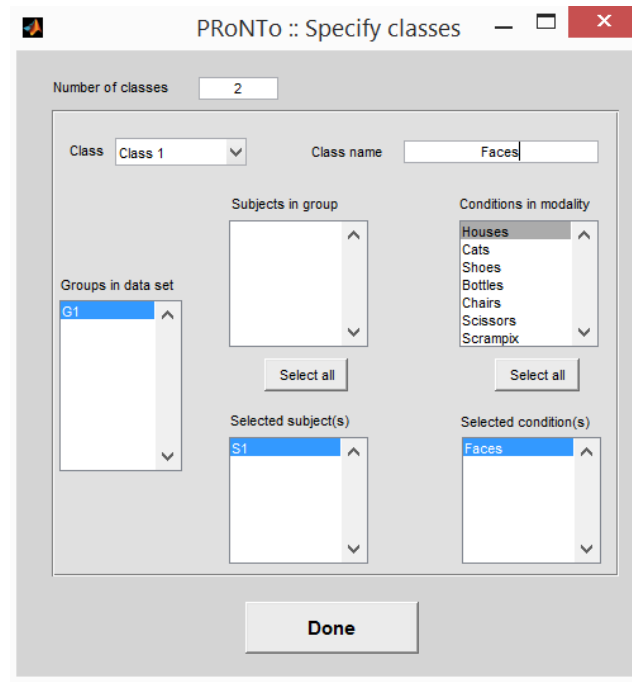 PRoNTo :: Specify classes
Number of classes 2
Class Class 1 Class name Faces
Subjects in group
Conditions in modality
Houses
Cats
Shoes
Bottles
Chairs
Scissors
Scrampix
Groups in data set
G1
Select all
Select all
Selected subject(s)
S1
Selected condition(s)
Faces
Done